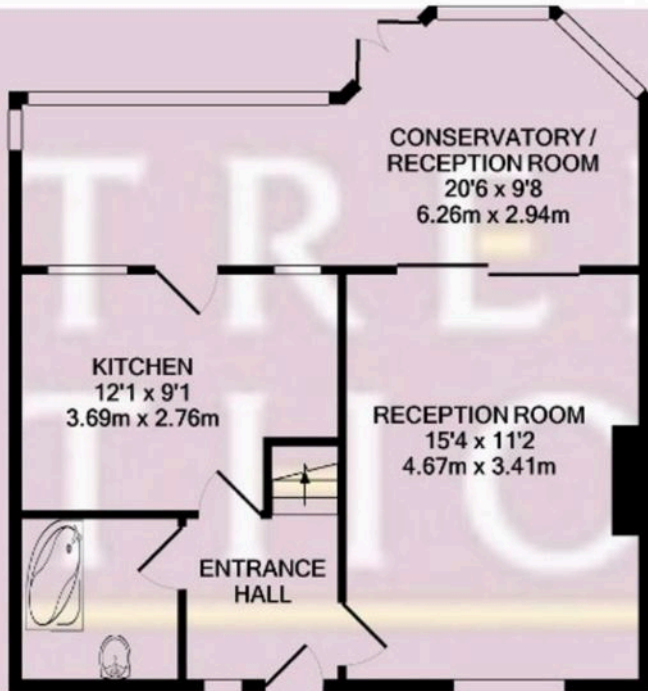 CONSERVATORY /
RECEPTION ROOM
20'6 x 9'8
6.26m x 2.94m
KITCHEN
12'1 x 9'1
3.69m x 2.76m
RECEPTION ROOM
15'4 x 11'2
4.67m x 3.41m
ENTRANCE
HALL